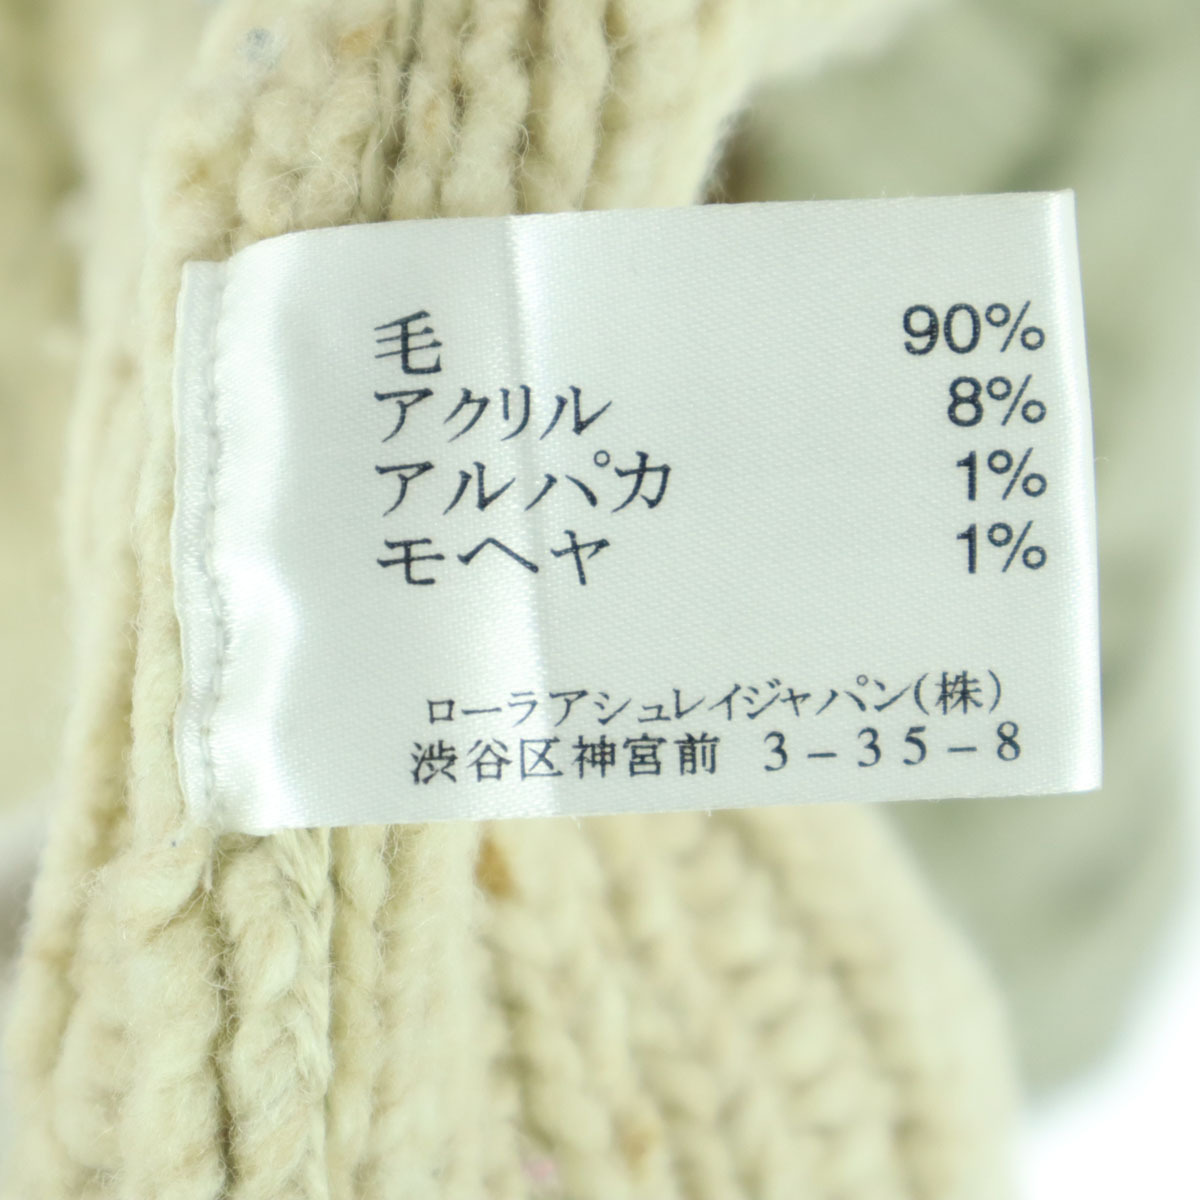 毛 90%
アクリル 8%
アルパカ 1%
モヘヤ 1%
ローラアシュレイジャパン(株)
渋谷区神宮前 3-35-8